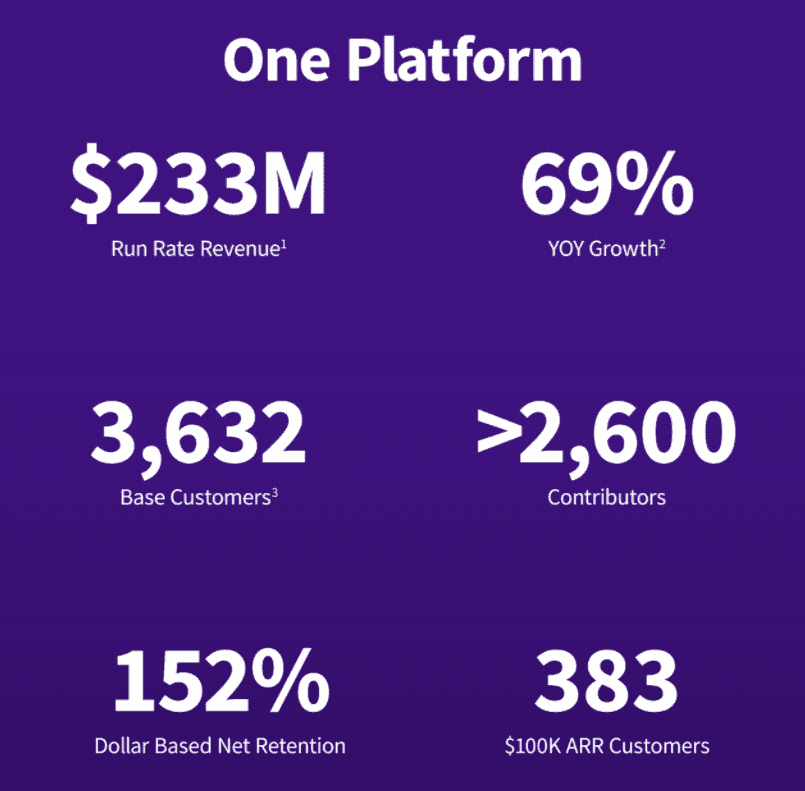 One Platform
$233M
Run Rate Revenue¹
69%
YOY Growth²
3,632
Base Customers³
>2,600
Contributors
152%
Dollar Based Net Retention
383
$100K ARR Customers